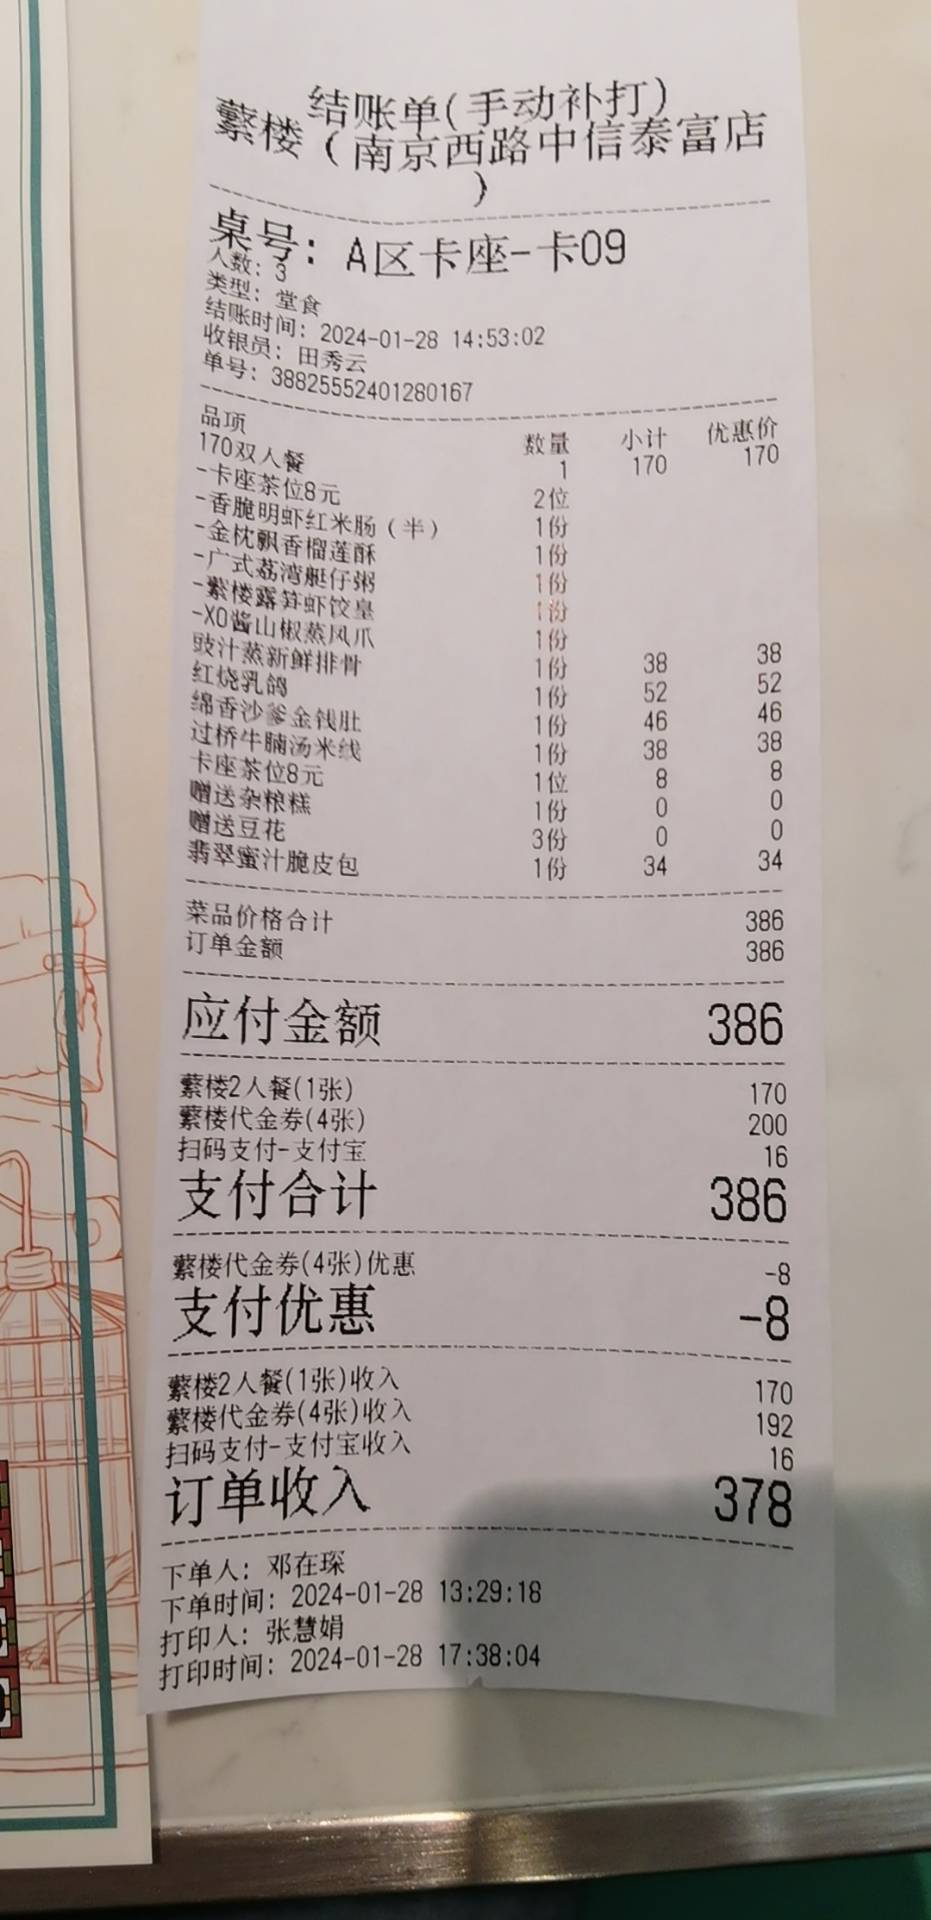 结账单(手动补打)
蘩楼（南京西路中信泰富店
）
桌号：A区卡座-卡09
人数：3
类型：堂食
结账时间：2024-01-28 14:53:02
收银员：田秀云
单号：38825552401280167
品项 数量 小计 优惠价
170双人餐 1 170 170
-卡座茶位8元 2位
-香脆明虾红米肠（半） 1份
-金枕飘香榴莲酥 1份
-广式荔湾艇仔粥 1份
-蘩楼露笋虾饺皇 1份
-XO酱山椒蒸凤爪 1份
豉汁蒸新鲜排骨 1份 38 38
红烧乳鸽 1份 52 52
绵香沙爹金钱肚 1份 46 46
过桥牛腩汤米线 1份 38 38
卡座茶位8元 1位 8 8
赠送杂粮糕 1份 0 0
赠送豆花 3份 0 0
翡翠蜜汁脆皮包 1份 34 34
菜品价格合计 386
订单金额 386
应付金额 386
蘩楼2人餐(1张) 170
蘩楼代金券(4张) 200
扫码支付-支付宝 16
支付合计 386
蘩楼代金券(4张)优惠 -8
支付优惠 -8
蘩楼2人餐(1张)收入 170
蘩楼代金券(4张)收入 192
扫码支付-支付宝收入 16
订单收入 378
下单人：邓在琛
下单时间：2024-01-28 13:29:18
打印人：张慧娟
打印时间：2024-01-28 17:38:04